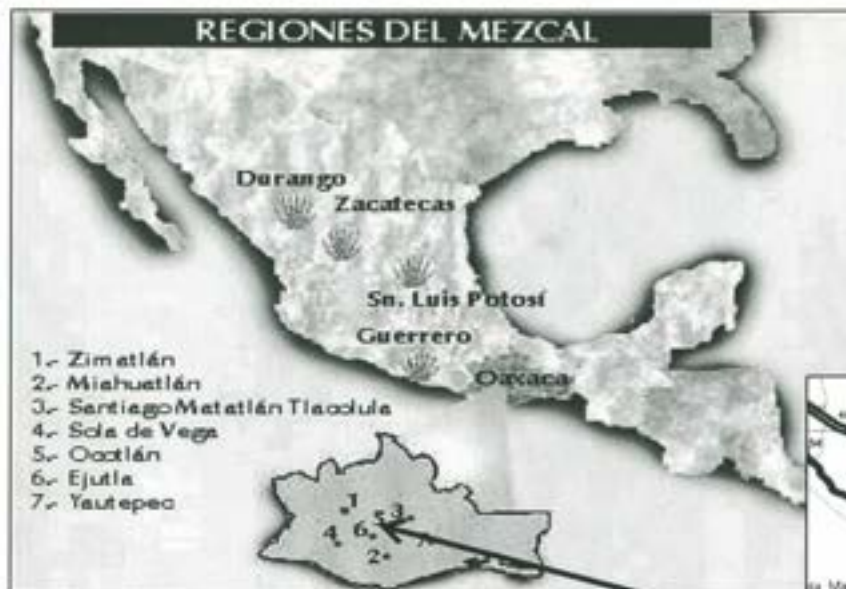 REGIONES DEL MEZCAL
Durango
Zacatecas
Sn. Luis Potosí
Guerrero
Oaxaca
1.- Zimatlán
2.- Miahuatlán
3.- Santiago Matatlán Tlacolula
4.- Sola de Vega
5.- Ocotlán
6.- Ejutla
7.- Yautepec
1
3
4
6
2